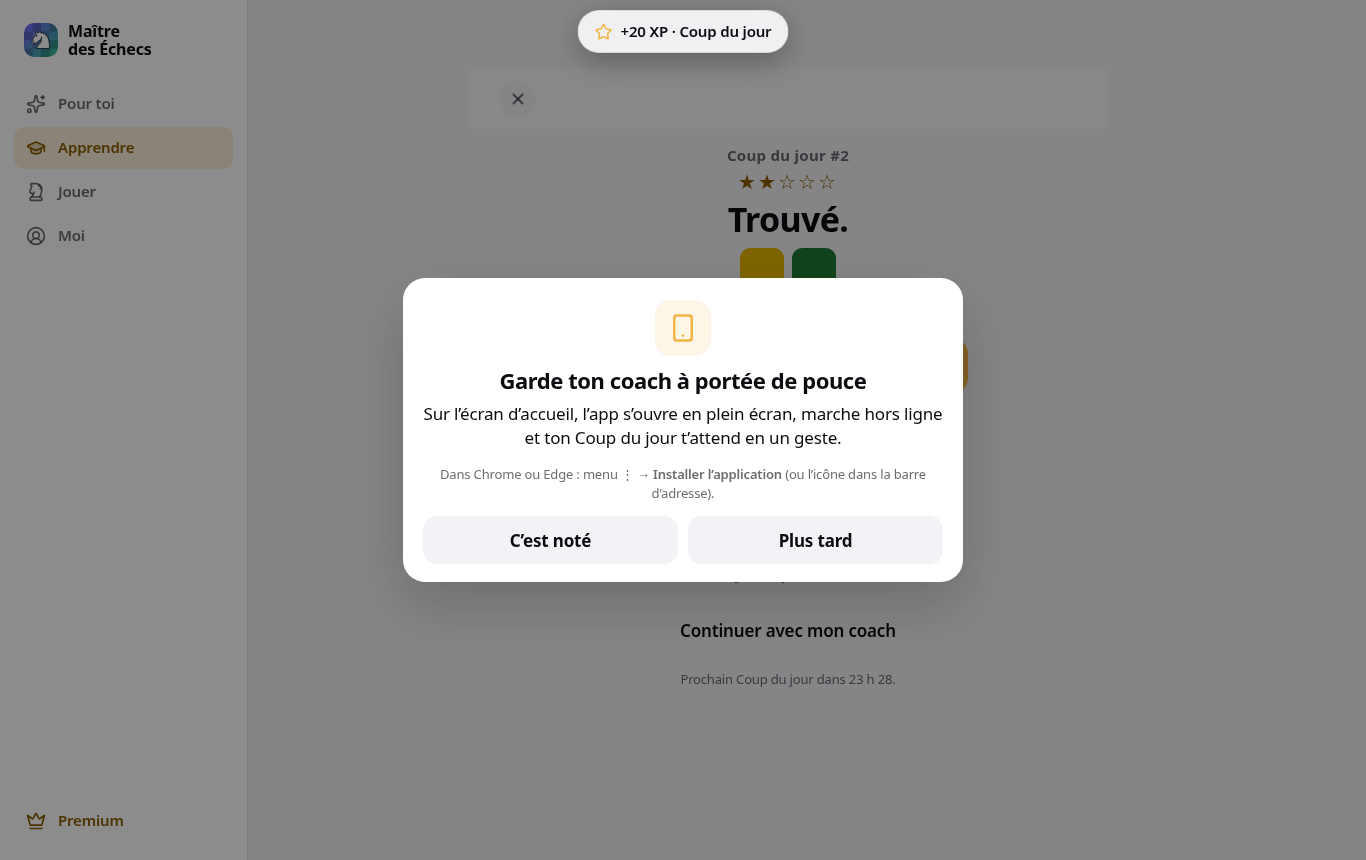 +20 XP · Coup du jour
Maître
des Échecs
Pour toi
Apprendre
Jouer
Moi
Premium
Coup du jour #2
★★☆☆☆
Trouvé.
Garde ton coach à portée de pouce
Sur l’écran d’accueil, l’app s’ouvre en plein écran, marche hors ligne
et ton Coup du jour t’attend en un geste.
Dans Chrome ou Edge : menu ⋮ → Installer l’application (ou l’icône dans la barre
d’adresse).
C’est noté
Plus tard
Continuer avec mon coach
Prochain Coup du jour dans 23 h 28.